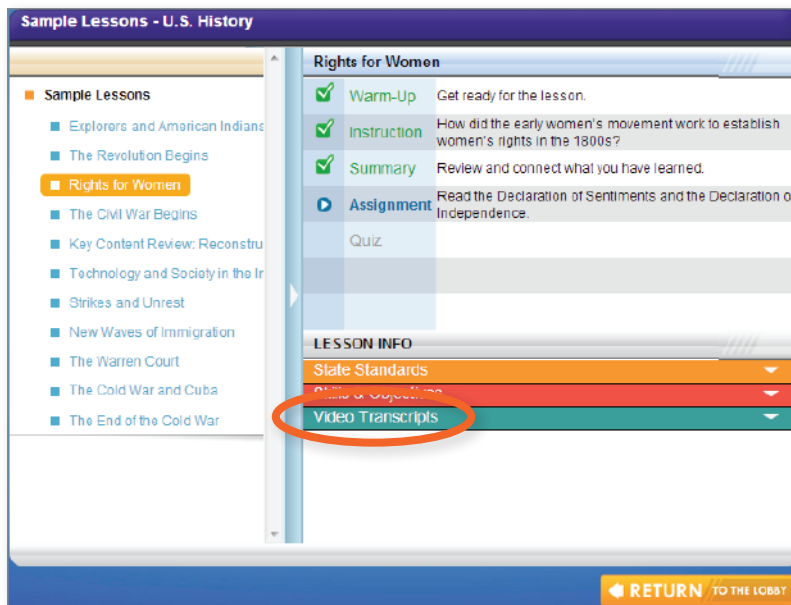 Sample Lessons - U.S. History
Sample Lessons
Explorers and American Indians
The Revolution Begins
Rights for Women
The Civil War Begins
Key Content Review: Reconstru
Technology and Society in the In
Strikes and Unrest
New Waves of Immigration
The Warren Court
The Cold War and Cuba
The End of the Cold War
Rights for Women
Warm-Up Get ready for the lesson.
Instruction How did the early women's movement work to establish
women's rights in the 1800s?
Summary Review and connect what you have learned.
Assignment Read the Declaration of Sentiments and the Declaration o
Independence.
Quiz
LESSON INFO
State Standards
Skills & Objectives
Video Transcripts
RETURN TO THE LOBBY